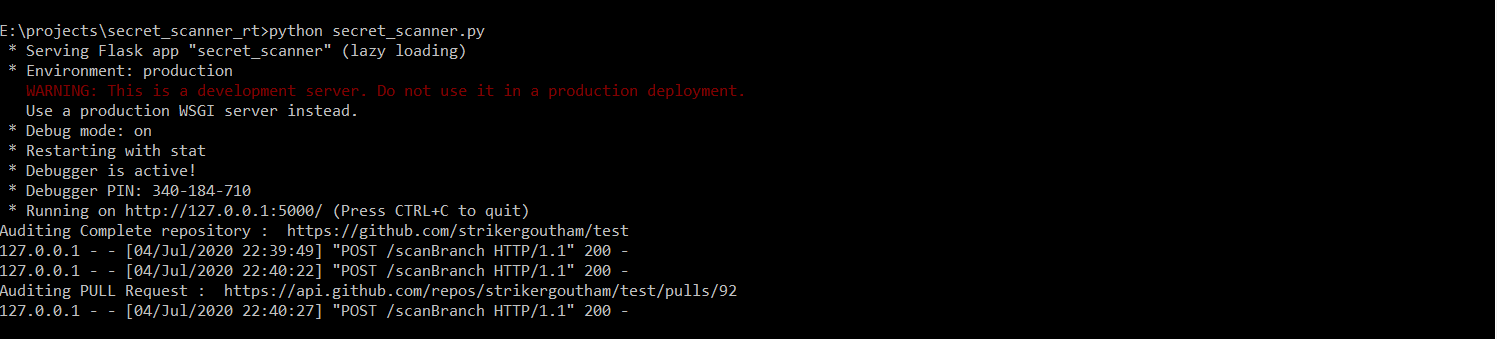 E:\projects\secret_scanner_rt>python secret_scanner.py
* Serving Flask app "secret_scanner" (lazy loading)
* Environment: production
WARNING: This is a development server. Do not use it in a production deployment.
Use a production WSGI server instead.
* Debug mode: on
* Restarting with stat
* Debugger is active!
* Debugger PIN: 340-184-710
* Running on http://127.0.0.1:5000/ (Press CTRL+C to quit)
Auditing Complete repository :  https://github.com/strikergoutham/test
127.0.0.1 - - [04/Jul/2020 22:39:49] "POST /scanBranch HTTP/1.1" 200 -
127.0.0.1 - - [04/Jul/2020 22:40:22] "POST /scanBranch HTTP/1.1" 200 -
Auditing PULL Request :  https://api.github.com/repos/strikergoutham/test/pulls/92
127.0.0.1 - - [04/Jul/2020 22:40:27] "POST /scanBranch HTTP/1.1" 200 -